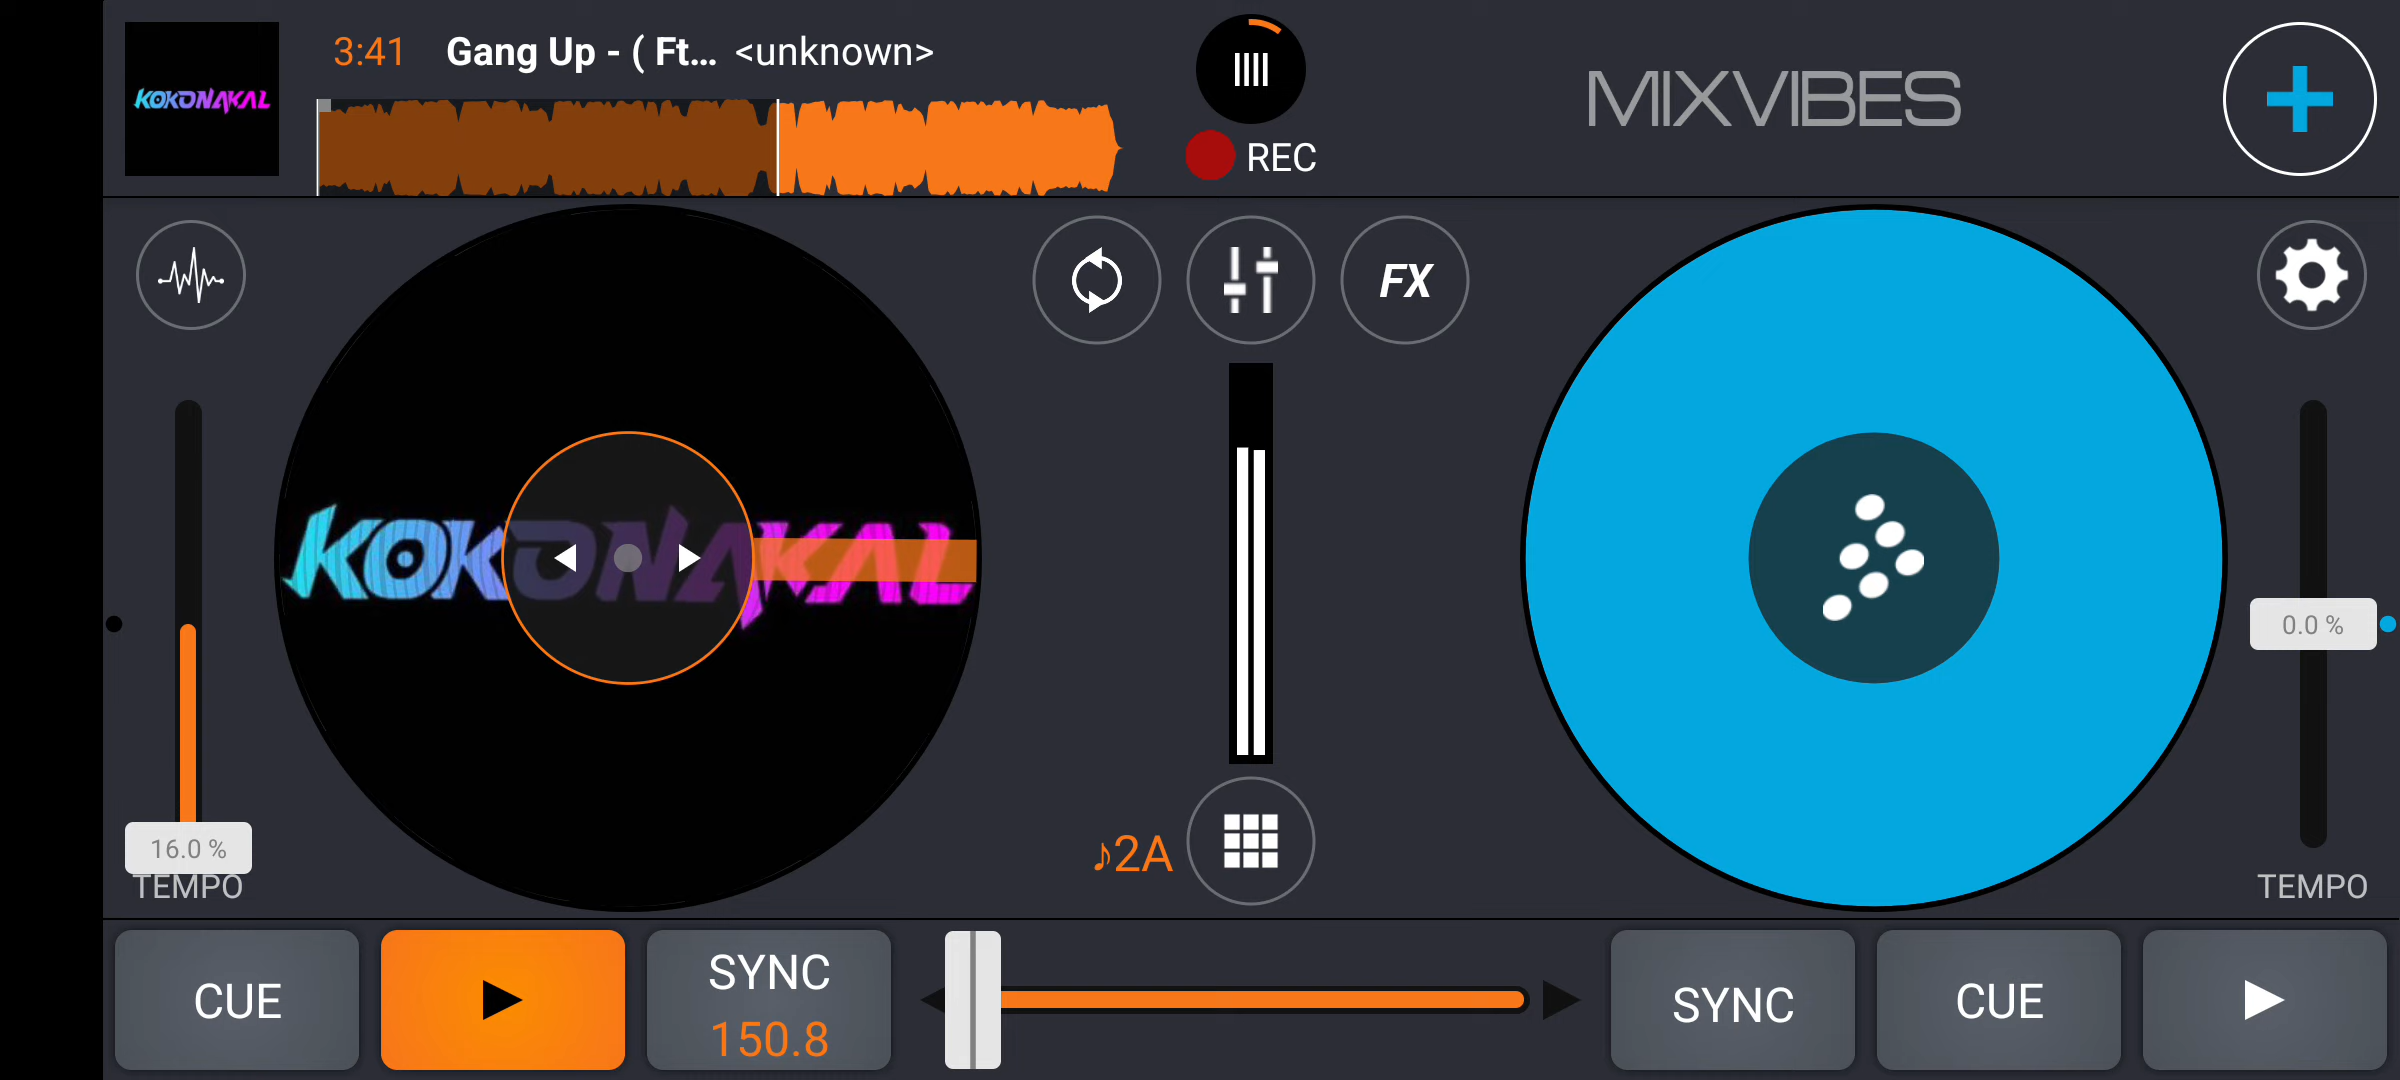 KOKONAKAL
3:41 Gang Up - ( Ft... <unknown>
REC
MIXVIBES
FX
KOKONAKAL
16.0 %
TEMPO
♪2A
0.0 %
TEMPO
CUE
SYNC
150.8
SYNC
CUE